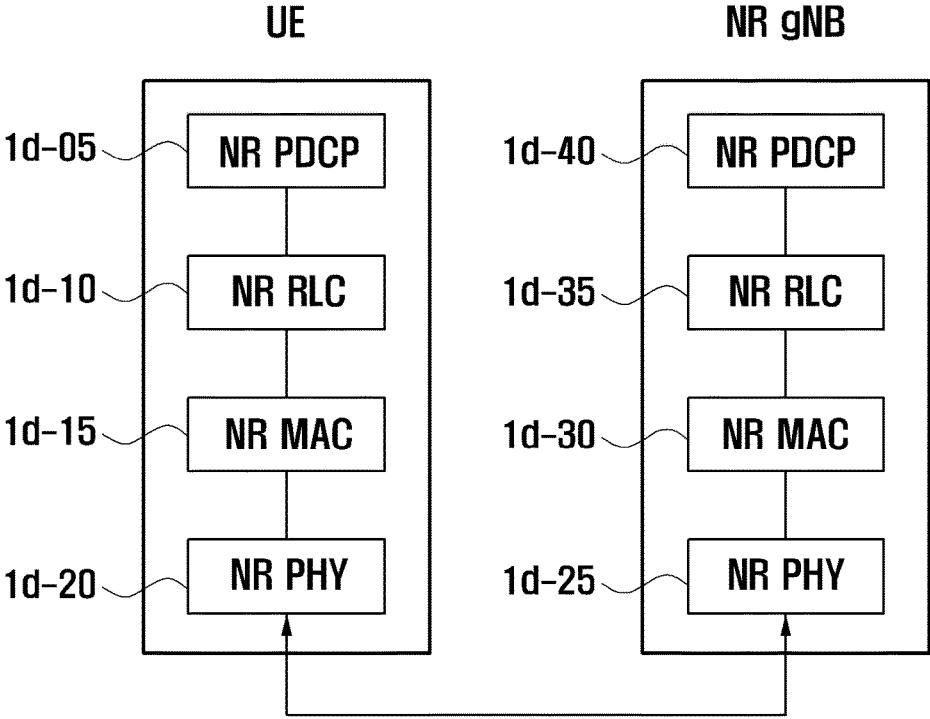 UE NR gNB
1d-05 NR PDCP 1d-40 NR PDCP
1d-10 NR RLC 1d-35 NR RLC
1d-15 NR MAC 1d-30 NR MAC
1d-20 NR PHY 1d-25 NR PHY